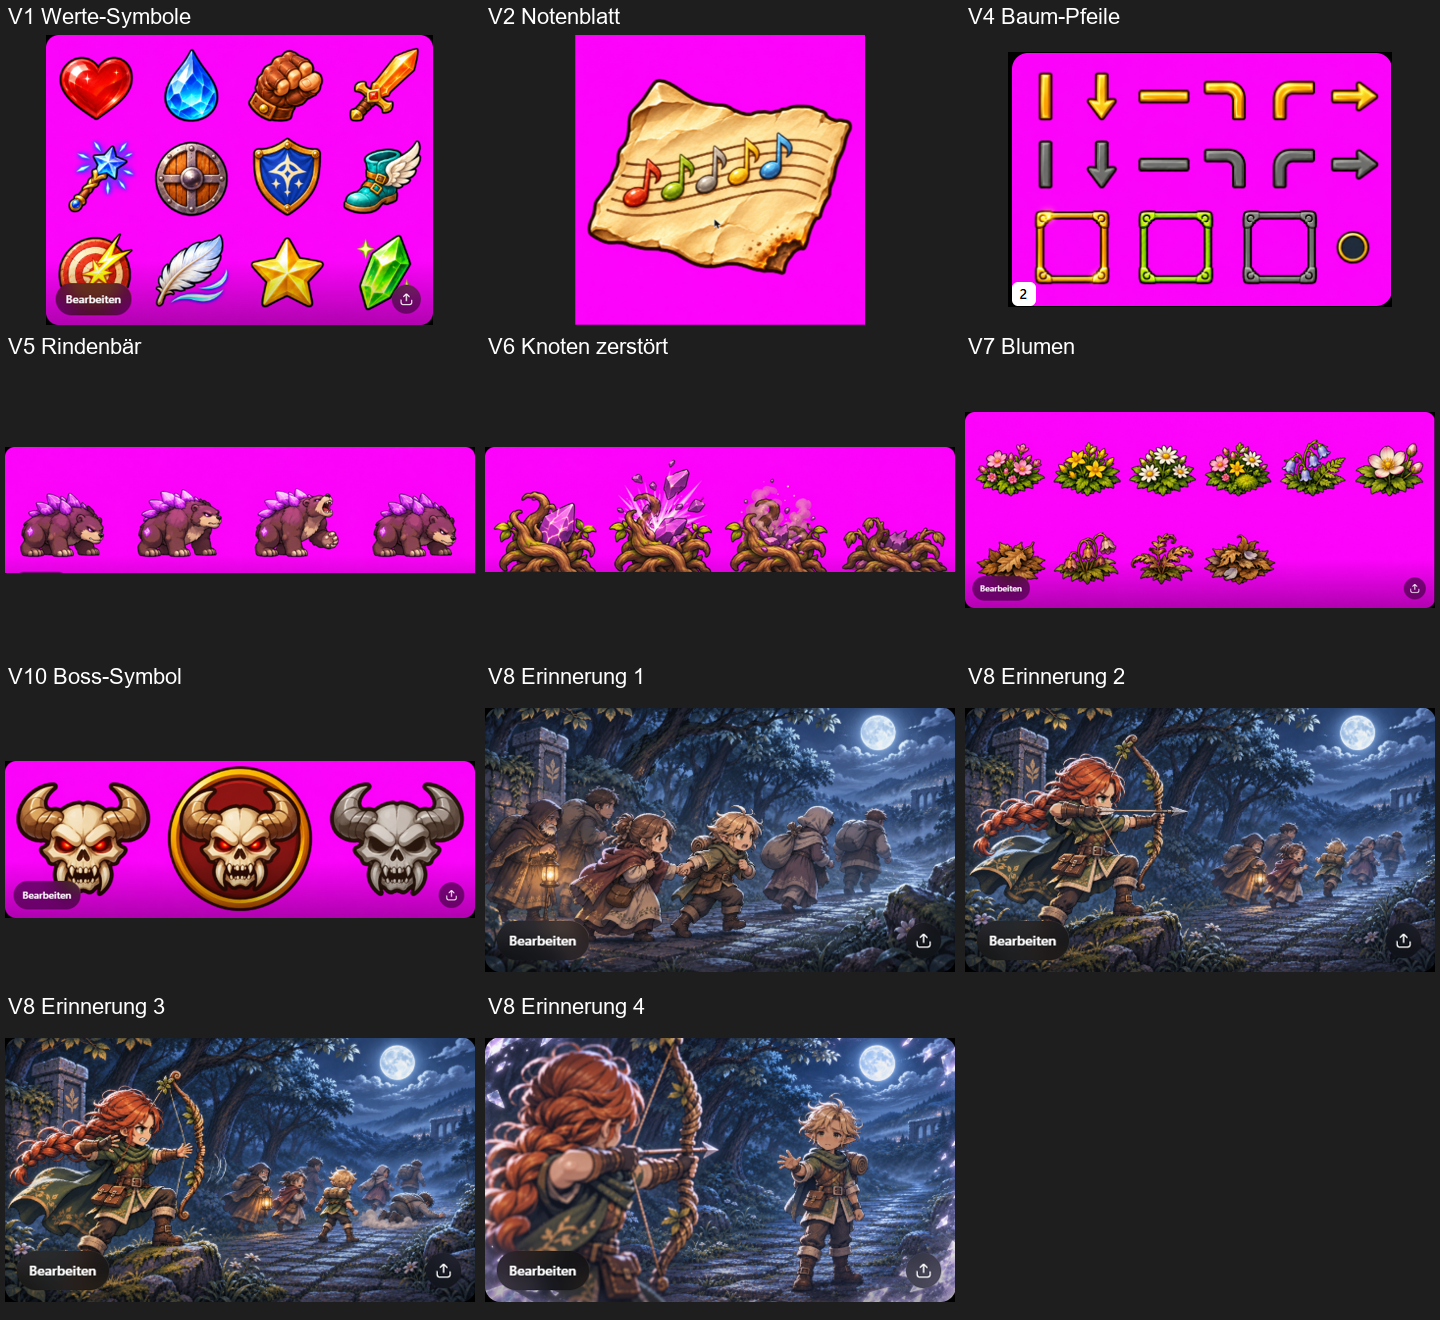 V1 Werte-Symbole
V2 Notenblatt
V4 Baum-Pfeile
Bearbeiten
2
V5 Rindenbär
V6 Knoten zerstört
V7 Blumen
Bearbeiten
V10 Boss-Symbol
V8 Erinnerung 1
V8 Erinnerung 2
Bearbeiten
Bearbeiten
Bearbeiten
V8 Erinnerung 3
V8 Erinnerung 4
Bearbeiten
Bearbeiten